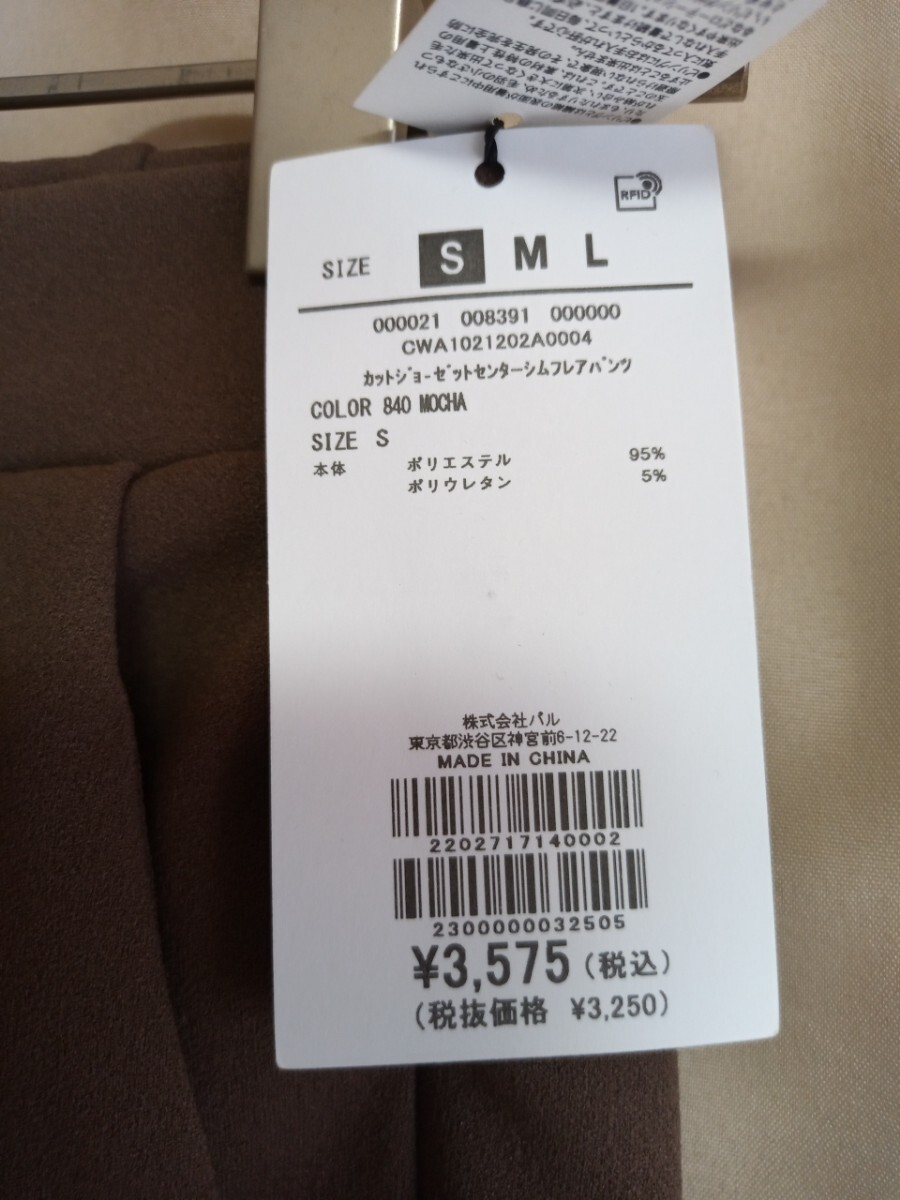 RFID
SIZE S M L
000021 008391 000000
CWA1021202A0004
ｶｯﾄｼﾞｮｰｾﾞｯﾄｾﾝﾀｰｼﾑﾌﾚｱﾊﾟﾝﾂ
COLOR 840 MOCHA
SIZE S
本体 ポリエステル 95%
ポリウレタン 5%
株式会社パル
東京都渋谷区神宮前6-12-22
MADE IN CHINA
2202717140002
2300000032505
¥3,575(税込)
(税抜価格 ¥3,250)